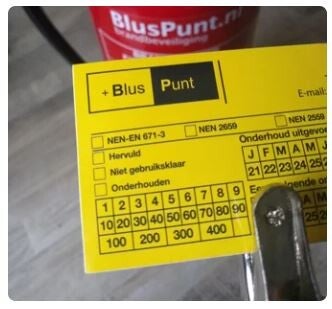 BlusPunt.nl
brandbeveiliging
+ Blus Punt
E-mail:
NEN-EN 671-3
NEN 2659
NEN 2559
Hervuld
Niet gebruiksklaar
Onderhouden
Onderhoud uitgevo
J F M A M J
21 22 23 24 25
1 2 3 4 5 6 7 8 9
10 20 30 40 50 60 70 80 90
100 200 300 400